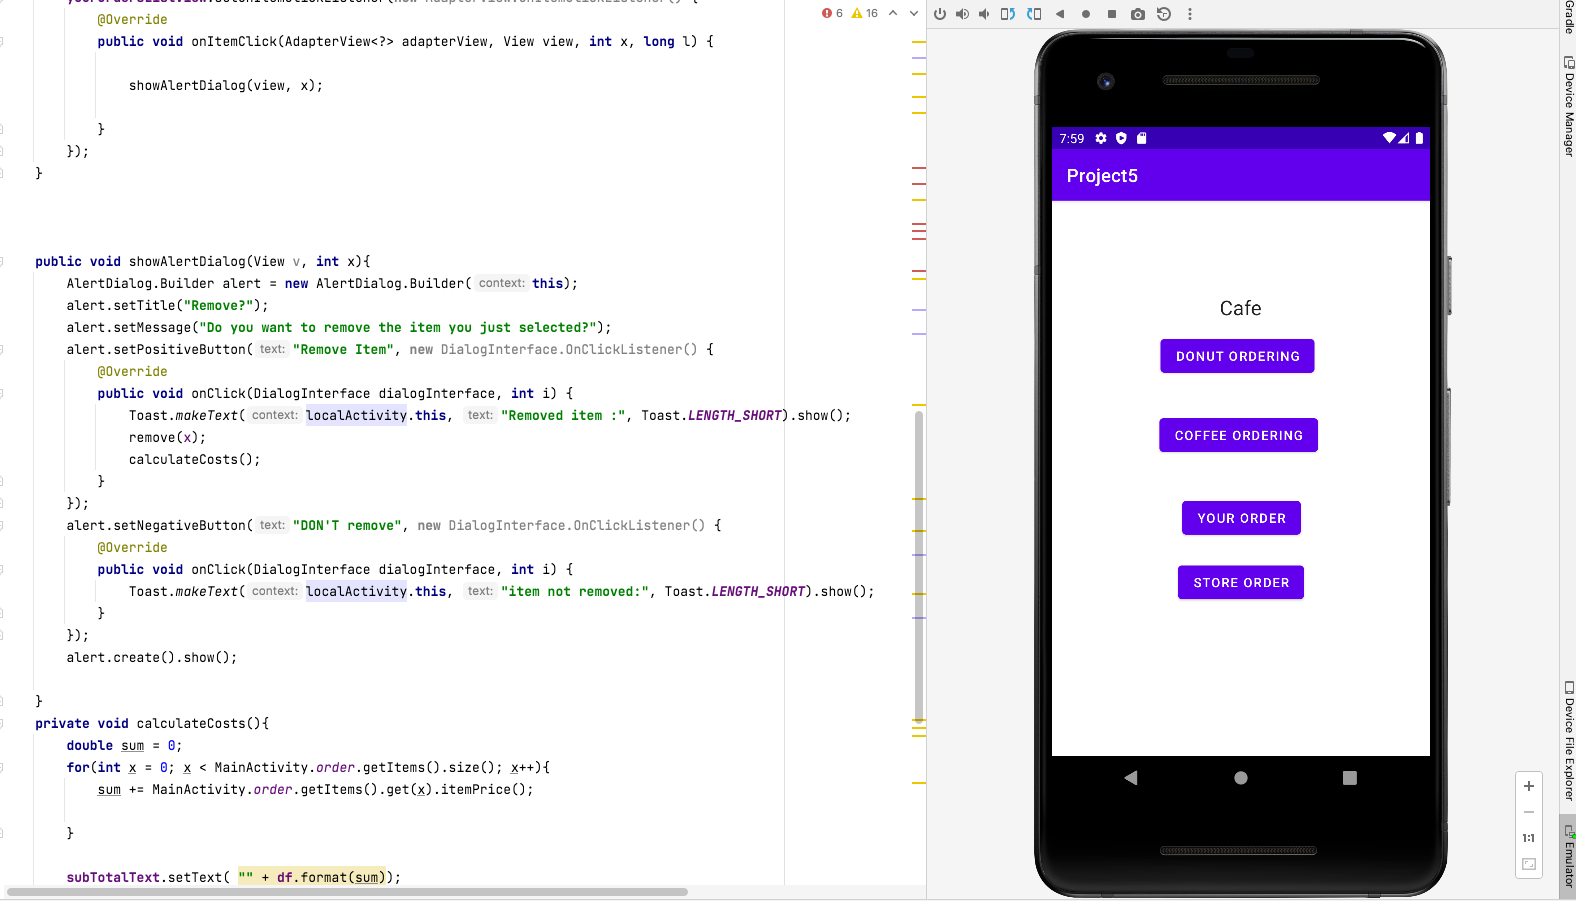 @Override
public void onItemClick(AdapterView<?> adapterView, View view, int x, long l) {
showAlertDialog(view, x);
}
});
}
public void showAlertDialog(View v, int x){
AlertDialog.Builder alert = new AlertDialog.Builder( context: this);
alert.setTitle("Remove?");
alert.setMessage("Do you want to remove the item you just selected?");
alert.setPositiveButton( text: "Remove Item", new DialogInterface.OnClickListener() {
@Override
public void onClick(DialogInterface dialogInterface, int i) {
Toast.makeText( context: localActivity.this, text: "Removed item :", Toast.LENGTH_SHORT).show();
remove(x);
calculateCosts();
}
});
alert.setNegativeButton( text: "DON'T remove", new DialogInterface.OnClickListener() {
@Override
public void onClick(DialogInterface dialogInterface, int i) {
Toast.makeText( context: localActivity.this, text: "item not removed:", Toast.LENGTH_SHORT).show();
}
});
alert.create().show();
}
private void calculateCosts(){
double sum = 0;
for(int x = 0; x < MainActivity.order.getItems().size(); x++){
sum += MainActivity.order.getItems().get(x).itemPrice();
}
subTotalText.setText( "" + df.format(sum));
6 16
7:59
Project5
Cafe
DONUT ORDERING
COFFEE ORDERING
YOUR ORDER
STORE ORDER
1:1
Gradle
Device Manager
Device File Explorer
Emulator